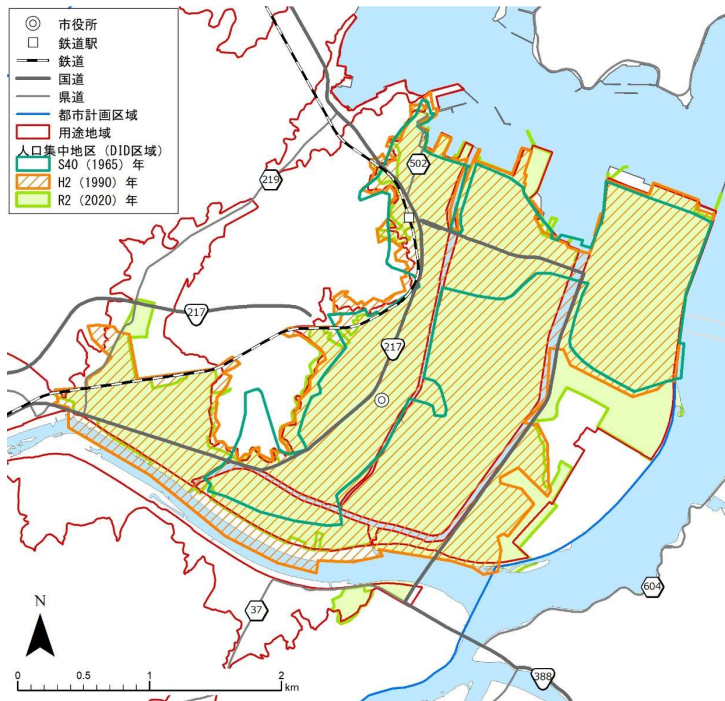 市役所
鉄道駅
鉄道
国道
県道
都市計画区域
用途地域
人口集中地区（DID区域）
S40（1965）年
H2（1990）年
R2（2020）年
502
219
217
217
604
37
388
N
0 0.5 1 2
km